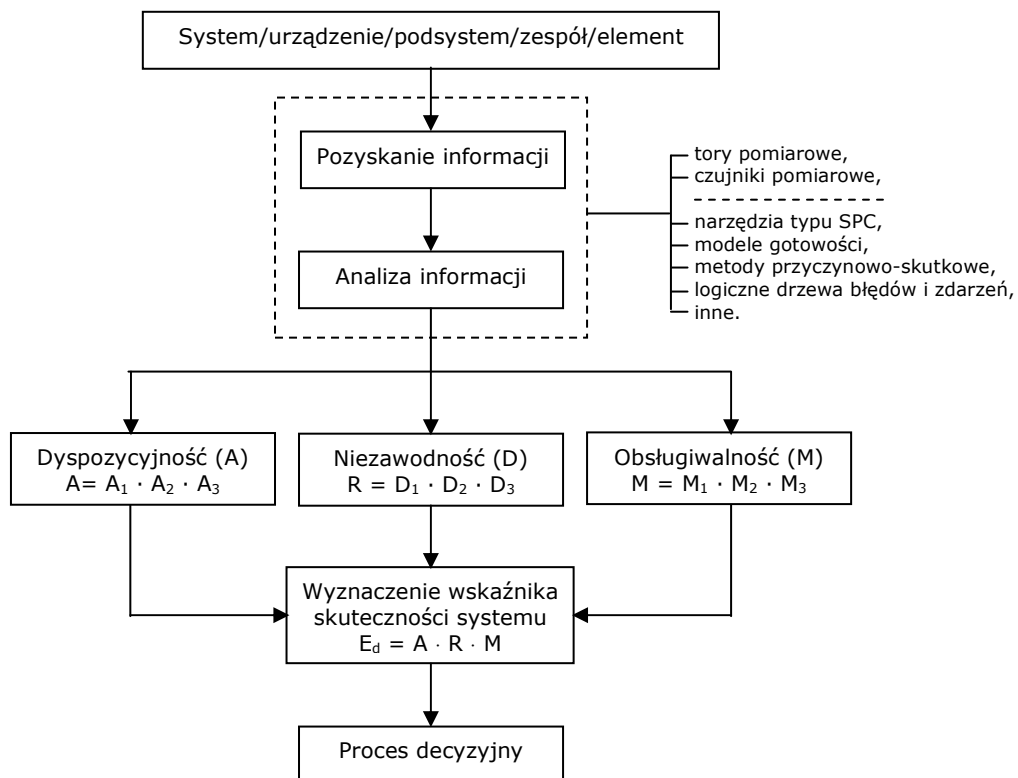 System/urządzenie/podsystem/zespół/element
Pozyskanie informacji
Analiza informacji
tory pomiarowe,
czujniki pomiarowe,
narzędzia typu SPC,
modele gotowości,
metody przyczynowo-skutkowe,
logiczne drzewa błędów i zdarzeń,
inne.
Dyspozycyjność (A)
A= A₁ · A₂ · A₃
Niezawodność (D)
R = D₁ · D₂ · D₃
Obsługiwalność (M)
M = M₁ · M₂ · M₃
Wyznaczenie wskaźnika
skuteczności systemu
E_d = A · R · M
Proces decyzyjny